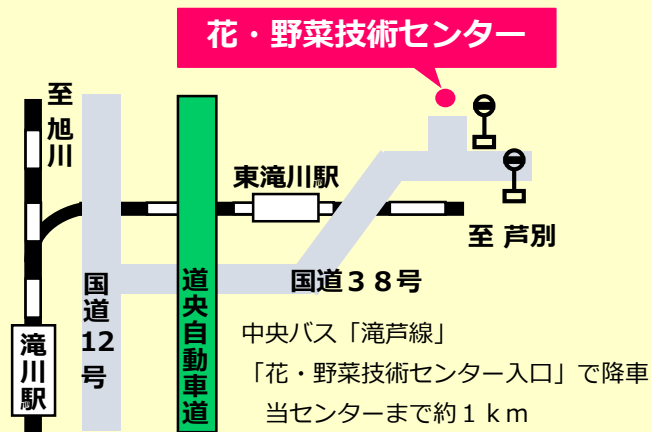 花・野菜技術センター
至 旭川
東滝川駅
至 芦別
国道３８号
国道12号
道央自動車道
滝川駅
中央バス「滝芦線」
「花・野菜技術センター入口」で降車
当センターまで約１ｋｍ